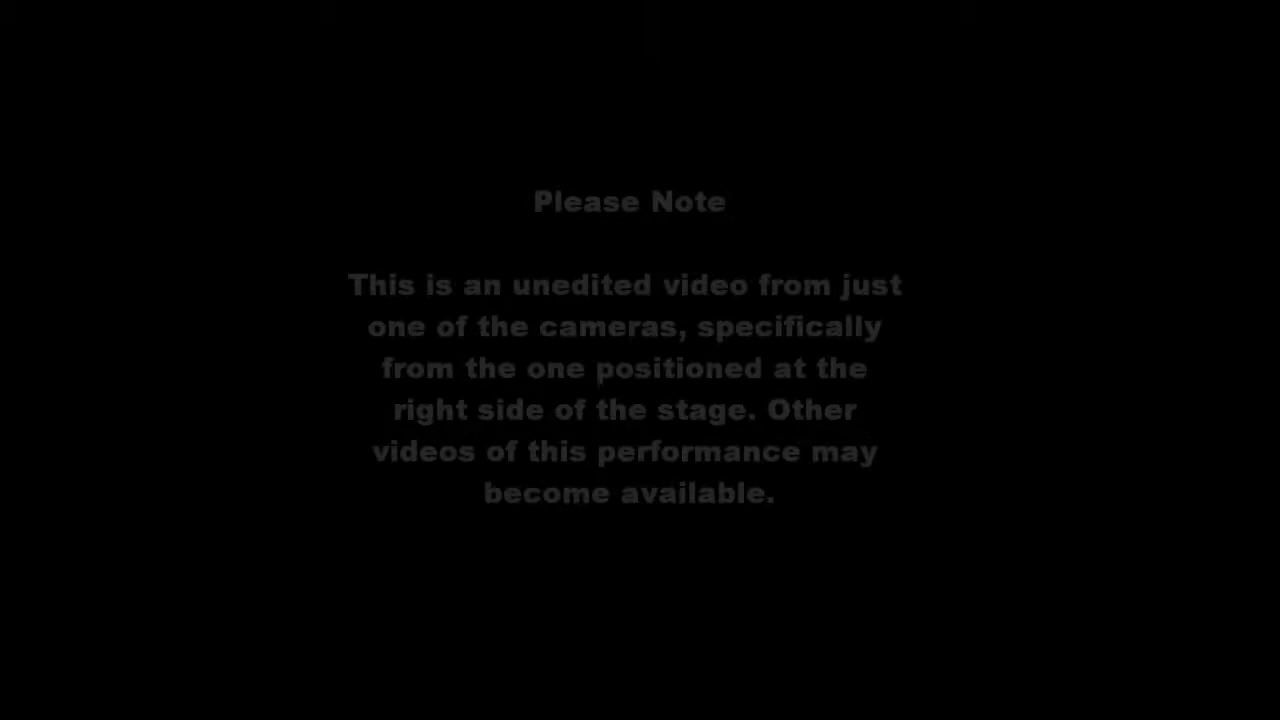 Please Note
This is an unedited video from just
one of the cameras, specifically
from the one positioned at the
right side of the stage. Other
videos of this performance may
become available.